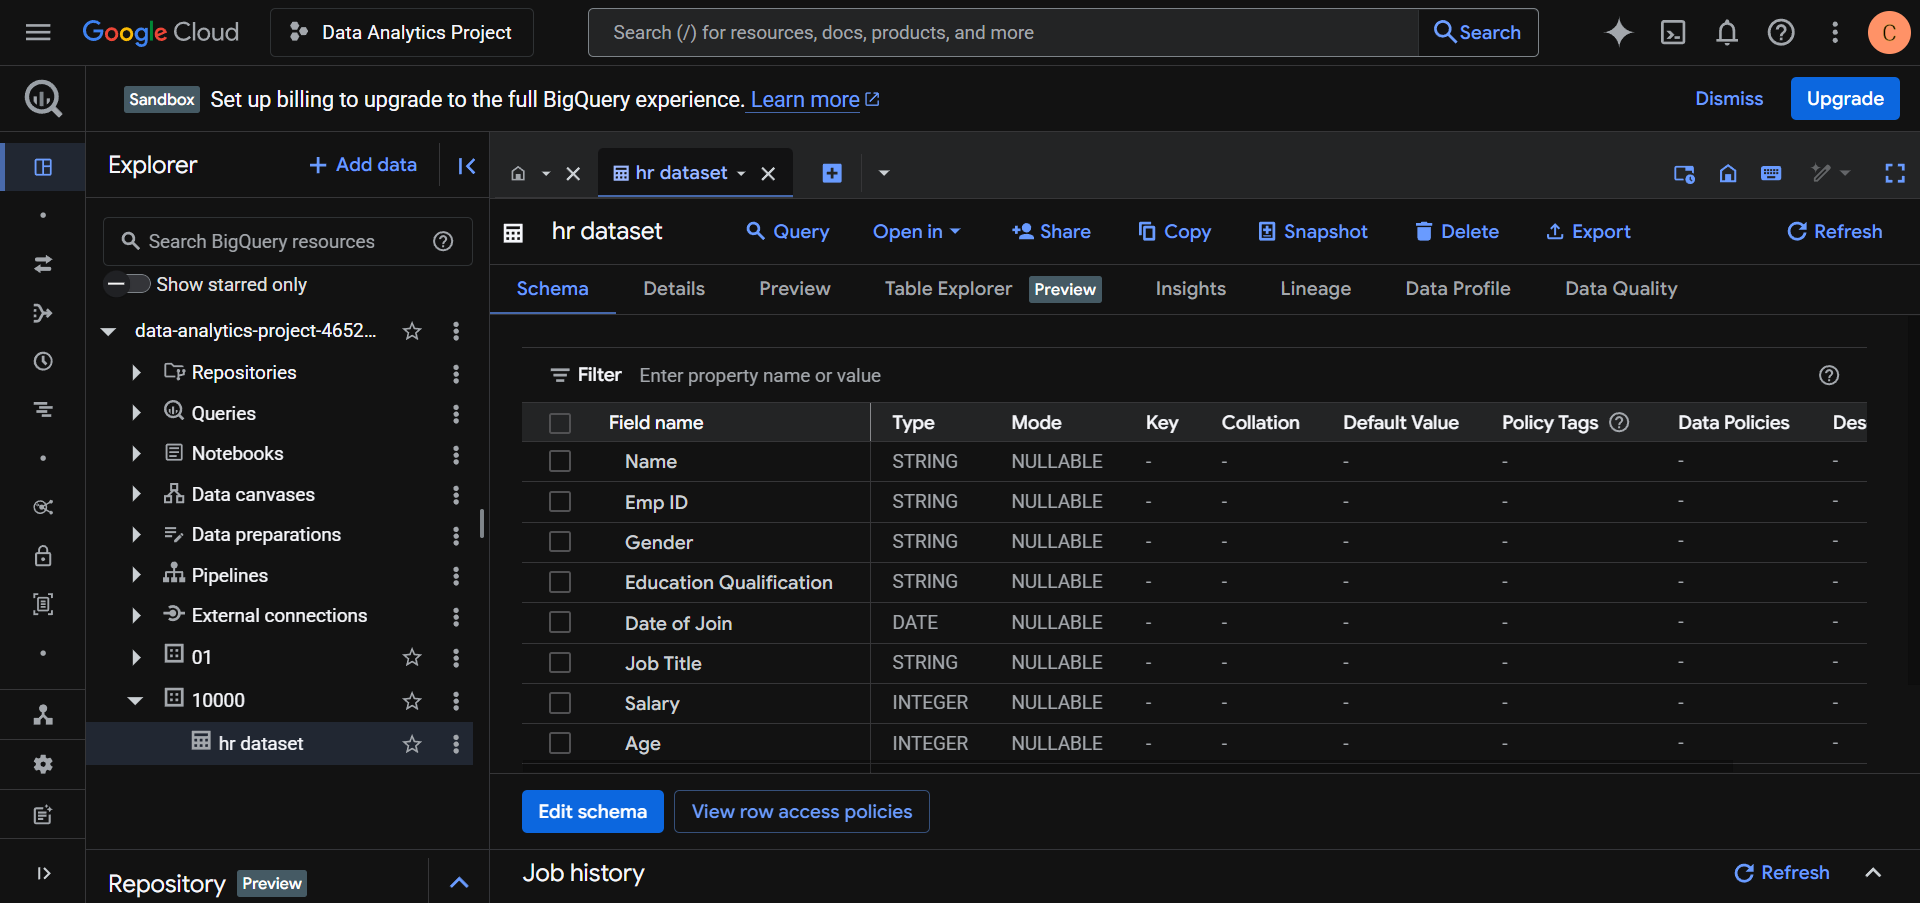 Google Cloud
Data Analytics Project
Search (/) for resources, docs, products, and more
Search
C
Sandbox Set up billing to upgrade to the full BigQuery experience. Learn more
Dismiss
Upgrade
Explorer
+ Add data
hr dataset
Search BigQuery resources
Show starred only
data-analytics-project-4652...
Repositories
Queries
Notebooks
Data canvases
Data preparations
Pipelines
External connections
01
10000
hr dataset
Repository Preview
hr dataset
Query
Open in
Share
Copy
Snapshot
Delete
Export
Refresh
Schema Details Preview Table Explorer Preview Insights Lineage Data Profile Data Quality
Filter Enter property name or value
Field name Type Mode Key Collation Default Value Policy Tags Data Policies Des
Name STRING NULLABLE - - - - - -
Emp ID STRING NULLABLE - - - - - -
Gender STRING NULLABLE - - - - - -
Education Qualification STRING NULLABLE - - - - - -
Date of Join DATE NULLABLE - - - - - -
Job Title STRING NULLABLE - - - - - -
Salary INTEGER NULLABLE - - - - - -
Age INTEGER NULLABLE - - - - - -
Edit schema
View row access policies
Job history
Refresh